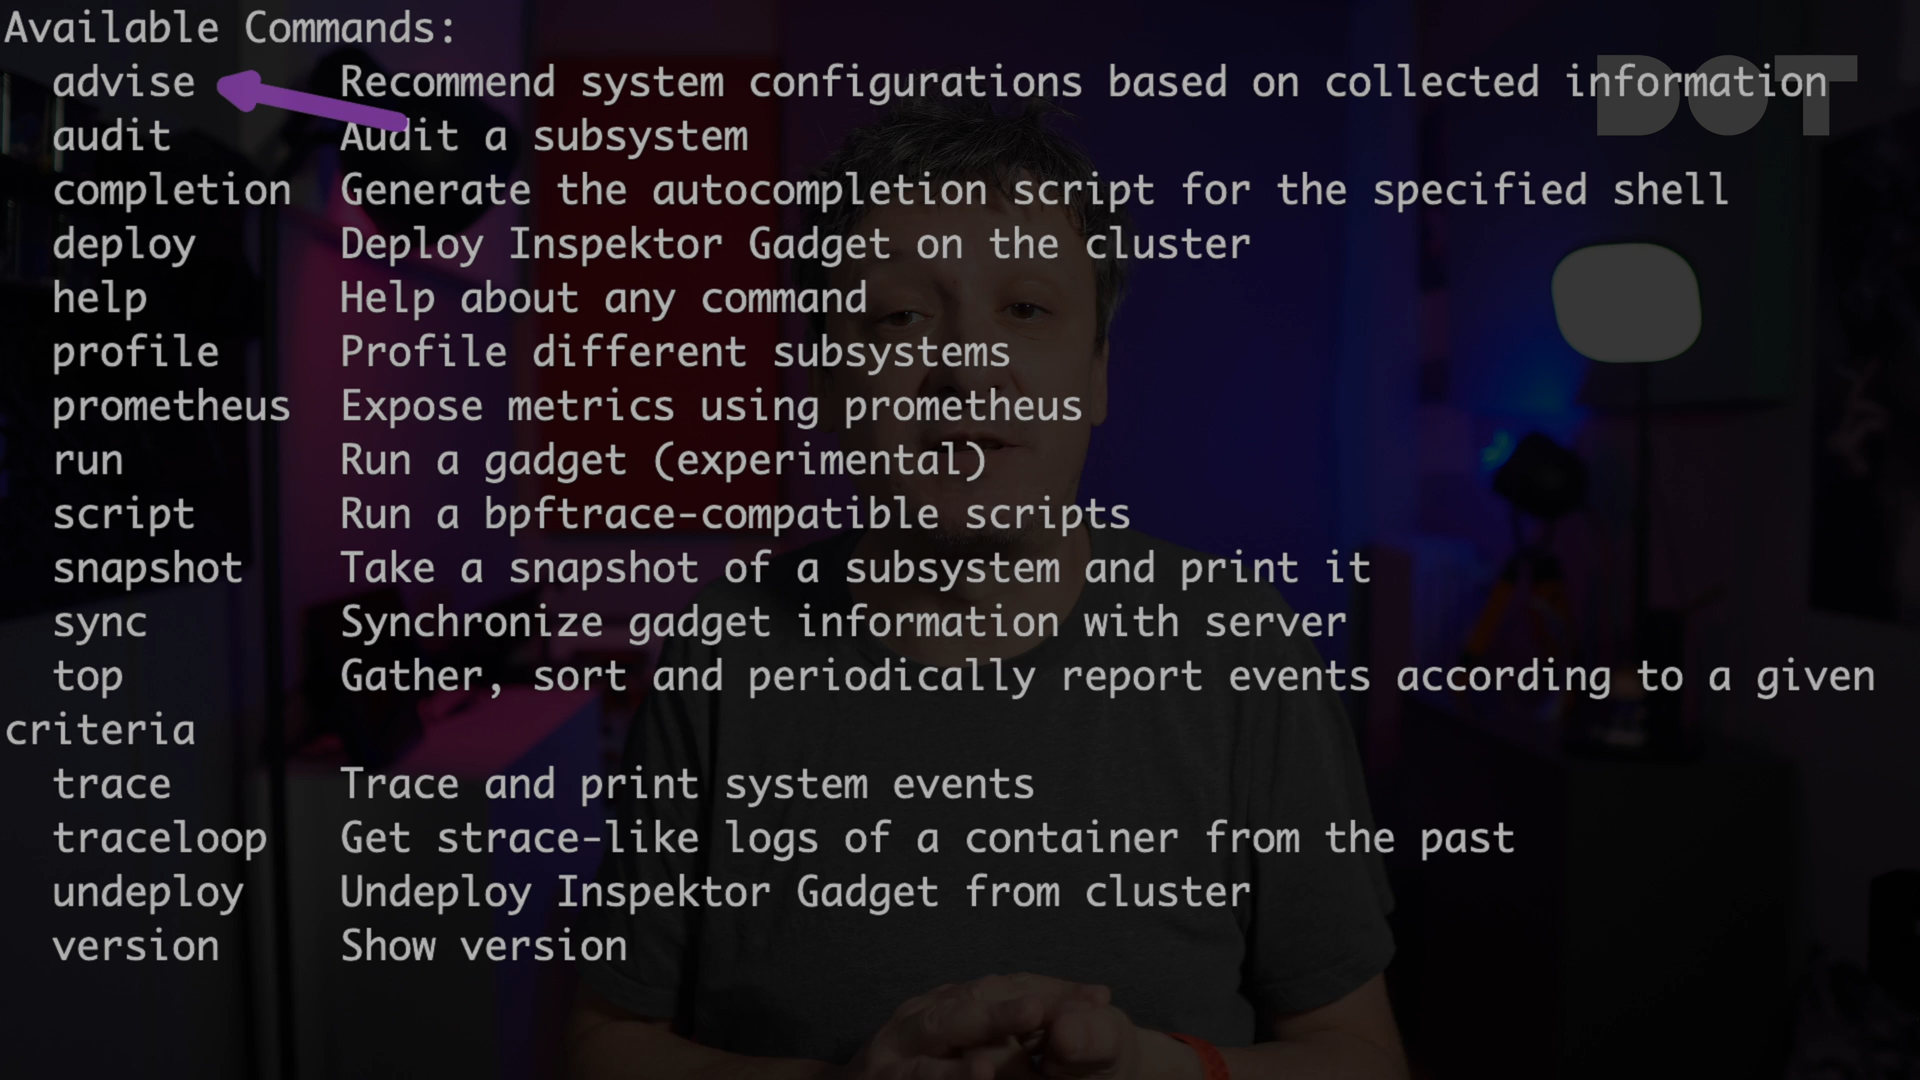 Available Commands:
advise Recommend system configurations based on collected information
DOT
audit Audit a subsystem
completion Generate the autocompletion script for the specified shell
deploy Deploy Inspektor Gadget on the cluster
help Help about any command
profile Profile different subsystems
prometheus Expose metrics using prometheus
run Run a gadget (experimental)
script Run a bpftrace-compatible scripts
snapshot Take a snapshot of a subsystem and print it
sync Synchronize gadget information with server
top Gather, sort and periodically report events according to a given
criteria
trace Trace and print system events
traceloop Get strace-like logs of a container from the past
undeploy Undeploy Inspektor Gadget from cluster
version Show version